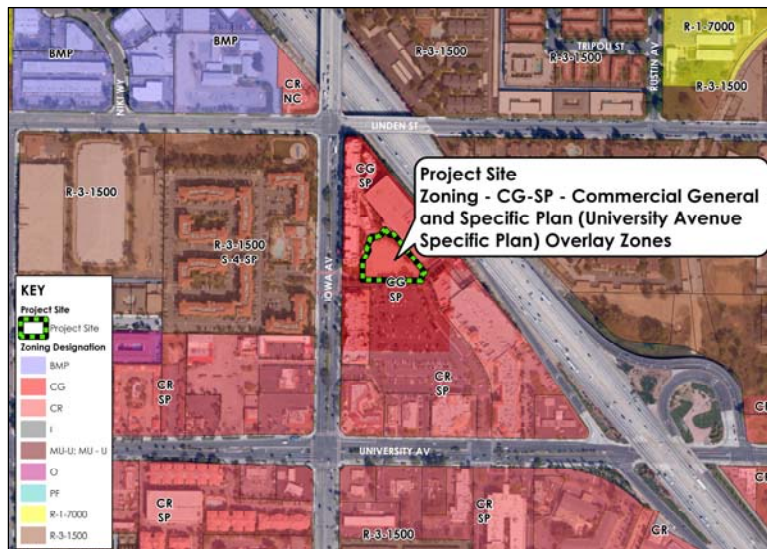 BMP
BMP
CR
NC
R-3-1500
TRIPOLI ST
R-3-1500
RUSTIN AV
R-1-7000
R-3-1500
NIKI WY
LINDEN ST
R-3-1500
R-3-1500
S-4-SP
IOWA AV
CG
SP
CG
SP
Project Site
Zoning - CG-SP - Commercial General
and Specific Plan (University Avenue
Specific Plan) Overlay Zones
KEY
Project Site
Project Site
Zoning Designation
BMP
CG
CR
I
MU-U; MU - U
O
PF
R-1-7000
R-3-1500
CR
SP
CR
SP
CR
SP
UNIVERSITY AV
CR
SP
R-3-1500
CR
SP
CR